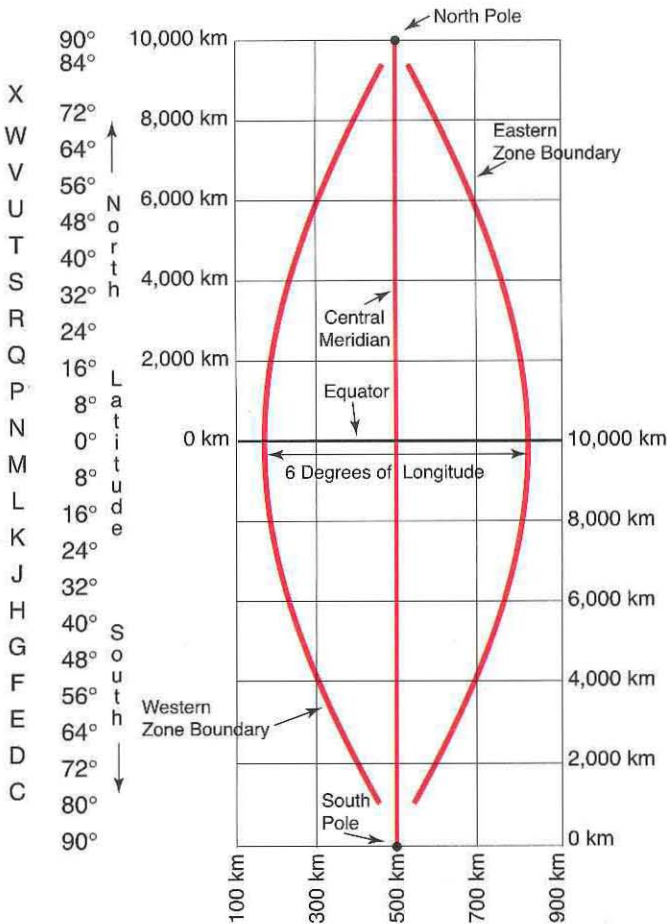 North Pole
90° 10,000 km
84°
X
72° 8,000 km
W
Eastern
Zone Boundary
64°
V
56° 6,000 km
U
48°
T
40° 4,000 km
S
32°
Central
Meridian
R
24°
Q
16° 2,000 km
P
Equator
8°
N
0° 0 km 10,000 km
M
6 Degrees of Longitude
8°
L
16° 8,000 km
K
24°
J
32° 6,000 km
H
40°
G
48° 4,000 km
F
56°
Western
Zone Boundary
E
64°
D
72° 2,000 km
C
80°
South
Pole
90° 0 km
North
Latitude
South
100 km
300 km
500 km
700 km
900 km